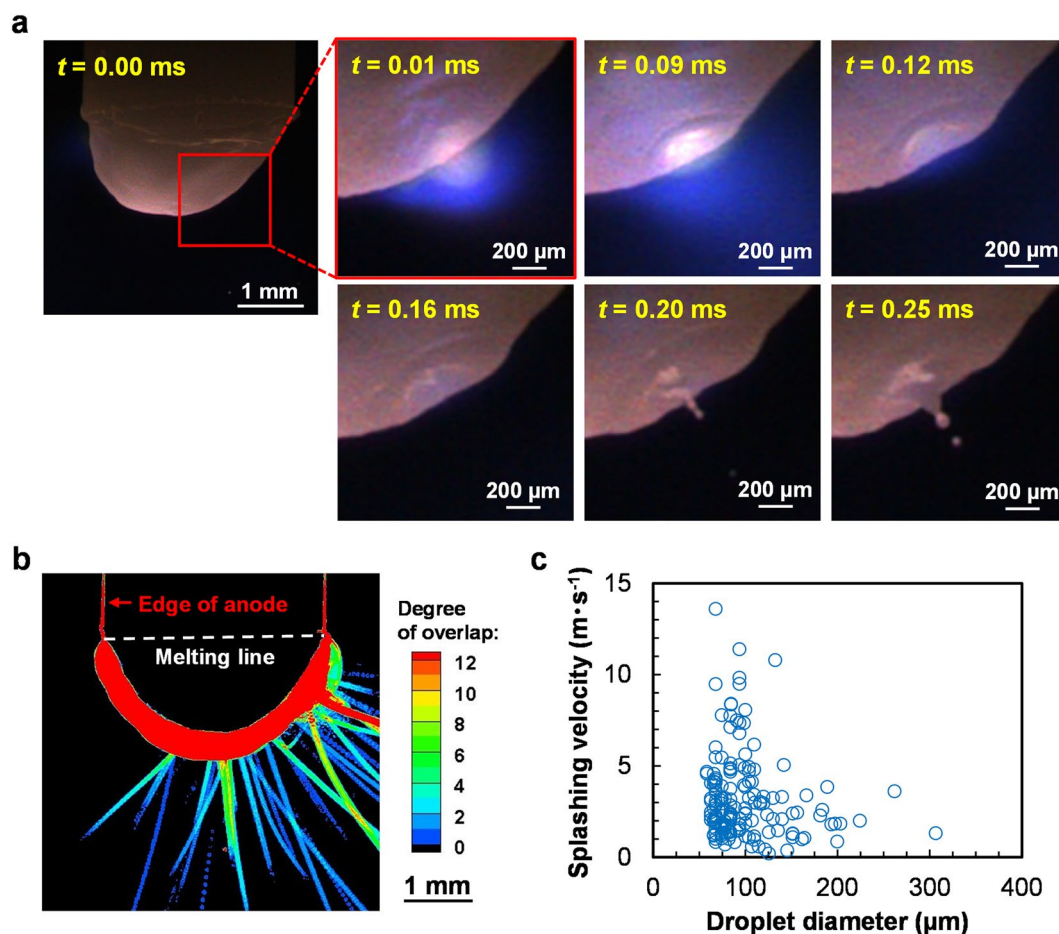 a
t = 0.00 ms
1 mm
t = 0.01 ms
200 µm
t = 0.09 ms
200 µm
t = 0.12 ms
200 µm
t = 0.16 ms
200 µm
t = 0.20 ms
200 µm
t = 0.25 ms
200 µm
b
Edge of anode
Melting line
Degree
of overlap:
12
10
8
6
4
2
0
1 mm
c
Splashing velocity (m·s⁻¹)
15
10
5
0
0
100
200
300
400
Droplet diameter (µm)